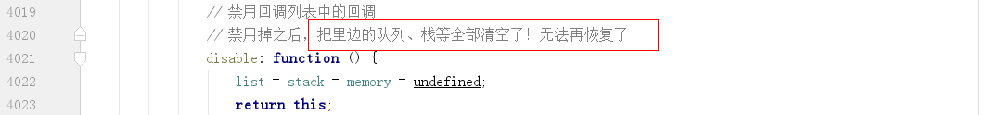 4019 // 禁用回调列表中的回调
4020 // 禁用掉之后，把里边的队列、栈等全部清空了！无法再恢复了
4021 disable: function () {
4022 list = stack = memory = undefined;
4023 return this;